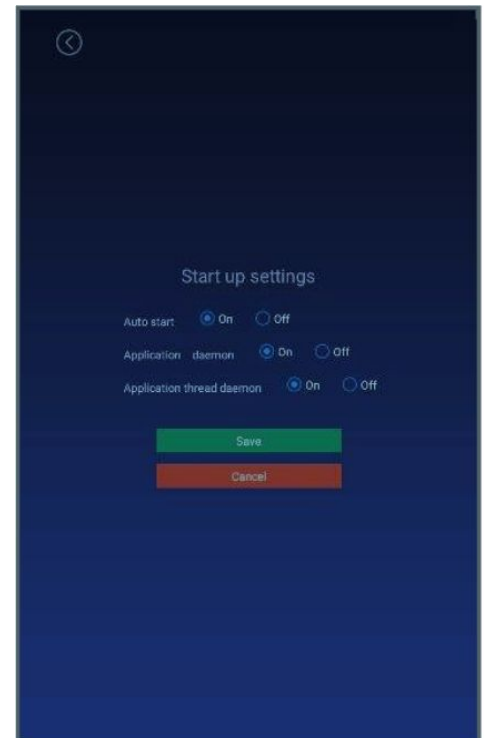 Start up settings
Auto start On Off
Application daemon On Off
Application thread daemon On Off
Save
Cancel